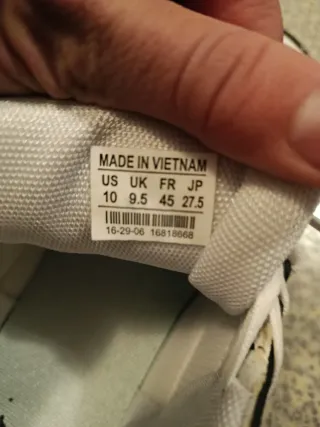 MADE IN VIETNAM
US UK FR JP
10 9.5 45 27.5
16-29-06 16818668